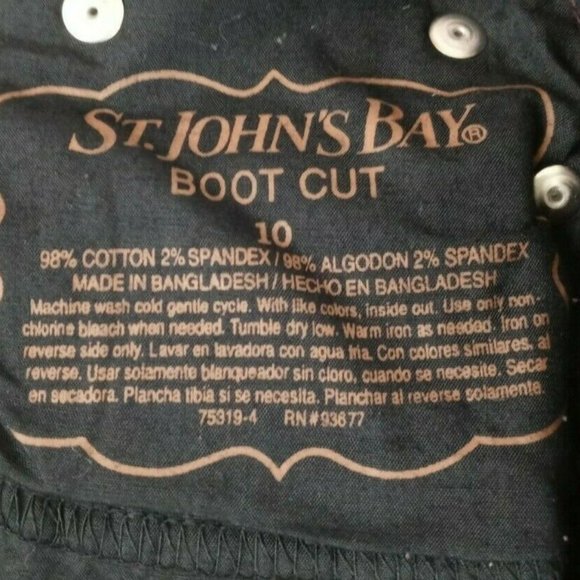 ST. JOHN'S BAY®
BOOT CUT
10
98% COTTON 2% SPANDEX / 98% ALGODON 2% SPANDEX
MADE IN BANGLADESH / HECHO EN BANGLADESH
Machine wash cold gentle cycle. With like colors, inside out. Use only non-
chlorine bleach when needed. Tumble dry low. Warm iron as needed. Iron on
reverse side only. Lavar en lavadora con agua fria. Con colores similares, al
reverse. Usar solamente blanqueador sin cloro, cuando se necesite. Secar
en secadora. Plancha tibia si se necesita. Planchar al reverse solamente.
75319-4 RN#93677